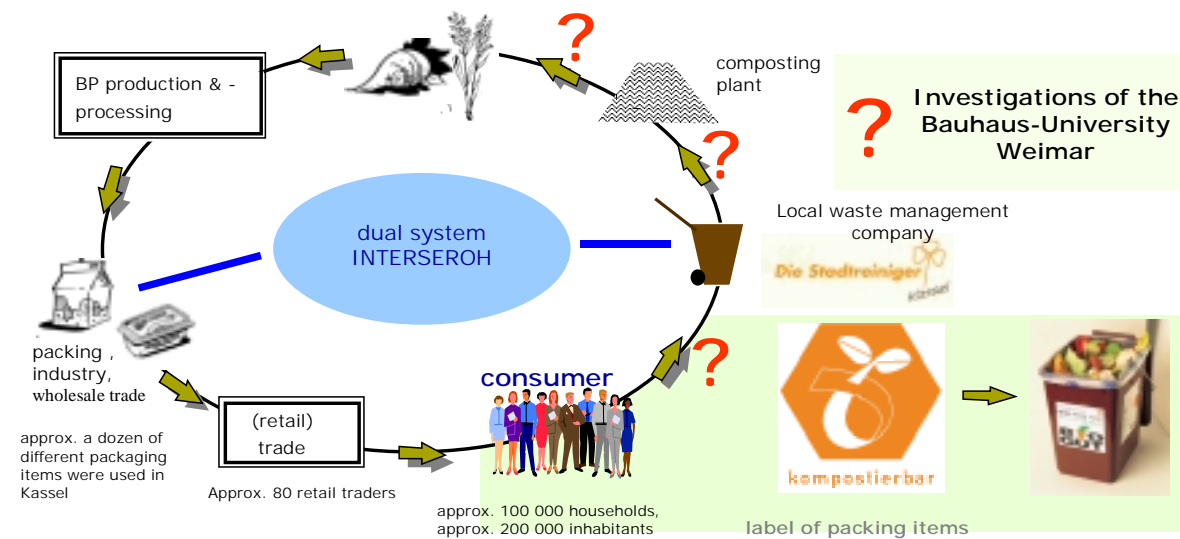 ?
BP production & -
processing
composting
plant
?
Investigations of the
Bauhaus-University
Weimar
?
Local waste management
company
Die Stadtreiniger
Kassel
dual system
INTERSEROH
packing ,
industry,
wholesale trade
?
consumer
(retail)
trade
approx. a dozen of
different packaging
items were used in
Kassel
Approx. 80 retail traders
approx. 100 000 households,
approx. 200 000 inhabitants
kompostierbar
label of packing items